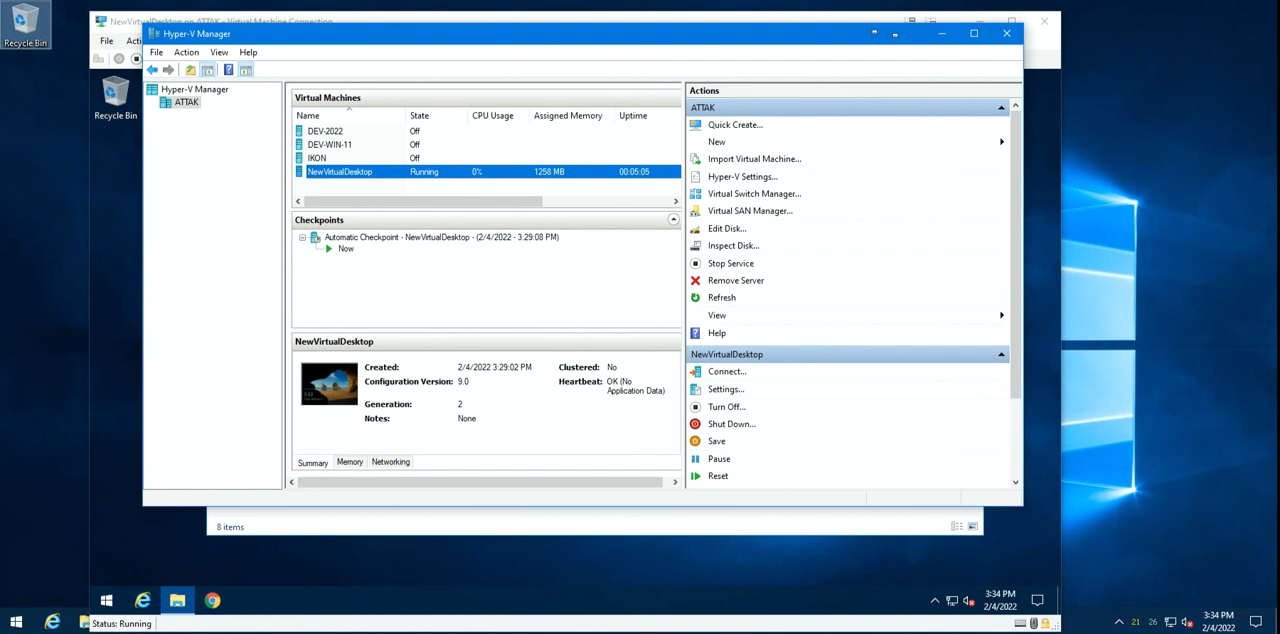 Recycle Bin
NewVirtualDesktop on ATTAK - Virtual Machine Connection
File
Recycle Bin
Hyper-V Manager
File Action View Help
Hyper-V Manager
ATTAK
Virtual Machines
Name State CPU Usage Assigned Memory Uptime
DEV-2022 Off
DEV-WIN-11 Off
IKON Off
NewVirtualDesktop Running 0% 1258 MB 00:05:05
Checkpoints
Automatic Checkpoint - NewVirtualDesktop - (2/4/2022 - 3:29:08 PM)
Now
NewVirtualDesktop
Created: 2/4/2022 3:29:02 PM Clustered: No
Configuration Version: 9.0 Heartbeat: OK (No
Application Data)
Generation: 2
Notes: None
Summary Memory Networking
Actions
ATTAK
Quick Create...
New
Import Virtual Machine...
Hyper-V Settings...
Virtual Switch Manager...
Virtual SAN Manager...
Edit Disk...
Inspect Disk...
Stop Service
Remove Server
Refresh
View
Help
NewVirtualDesktop
Connect...
Settings...
Turn Off...
Shut Down...
Save
Pause
Reset
8 items
3:34 PM
2/4/2022
Status: Running
21 26
3:34 PM
2/4/2022